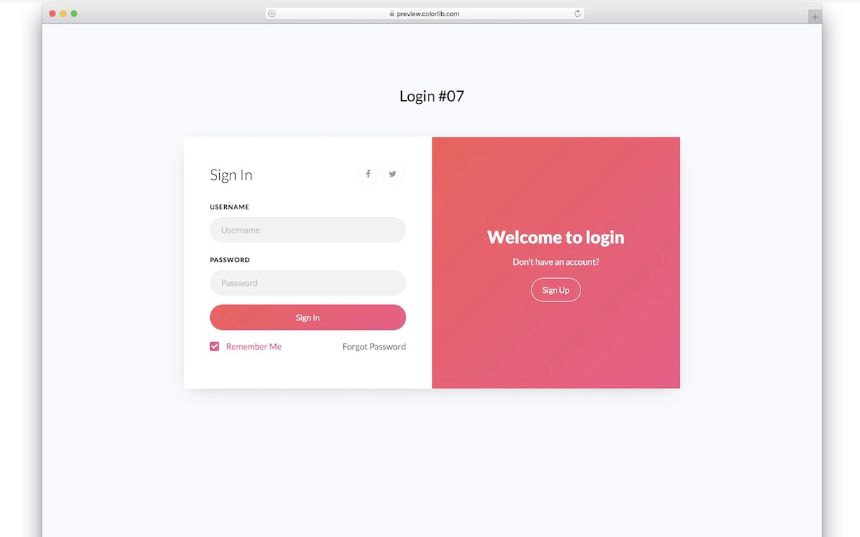 preview.colorlib.com
Login #07
Sign In
USERNAME
Username
PASSWORD
Password
Sign In
Remember Me
Forgot Password
Welcome to login
Don't have an account?
Sign Up